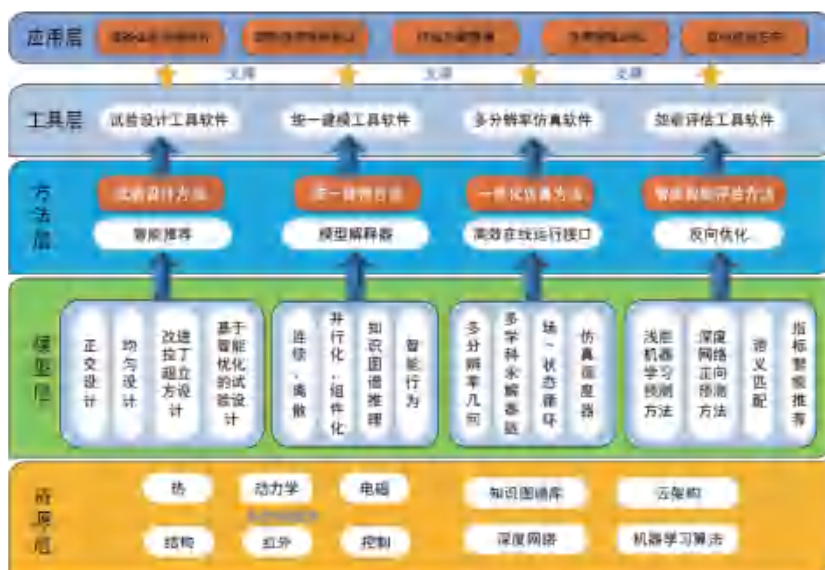 应用层
支撑 支撑 支撑
工具层 试验设计工具软件 统一建模工具软件 多分辨率仿真软件 效能评估工具软件
方法层
试验设计方法 统一建模方法 一体化仿真方法 智能效能评估方法
智能推荐 模型解释器 高效在线运行接口 反向优化
模型层
正交设计
均匀设计
改进拉丁超立方设计
基于智能优化的试验设计
连续、离散
并行化、组件化
知识图谱推理
智能行为
多分辨率几何
多学科求解器链
场-状态循环
仿真调度器
浅层机器学习预测方法
深度网络正向预测方法
语义匹配
指标智能推荐
资源层
热 动力学 电磁 知识图谱库 云架构
结构 红外 控制 深度网络 机器学习算法